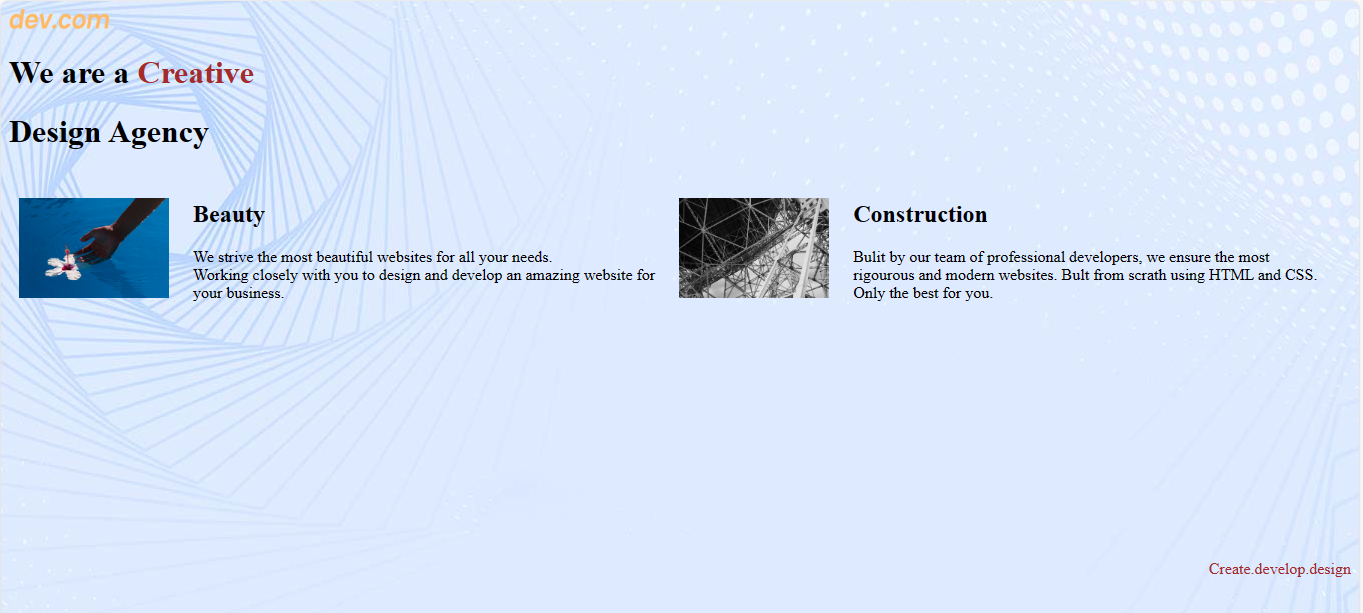 dev.com
We are a Creative
Design Agency
Beauty
We strive the most beautiful websites for all your needs.
Working closely with you to design and develop an amazing website for
your business.
Construction
Bulit by our team of professional developers, we ensure the most
rigourous and modern websites. Bult from scrath using HTML and CSS.
Only the best for you.
Create.develop.design